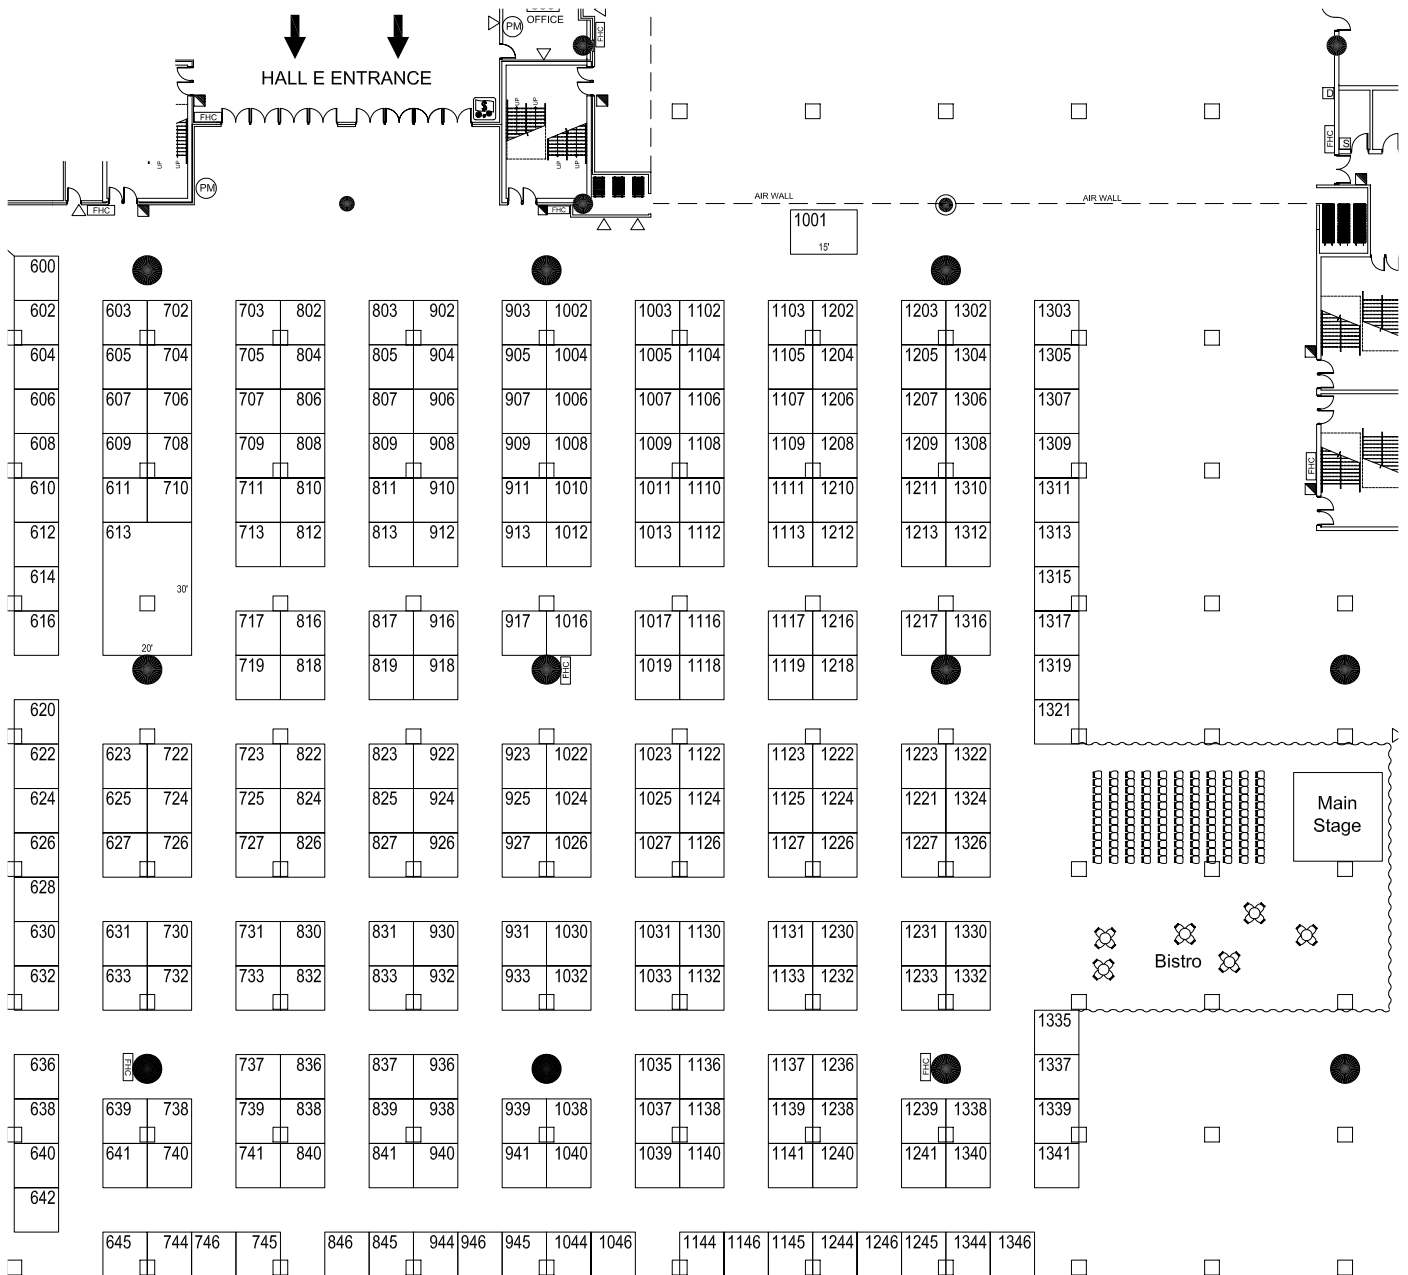 OFFICE
PM
FHC
HALL E ENTRANCE
UP UP
D
FHC
FHC
S
UP UP UP UP
PM
AIR WALL AIR WALL
FHC FHC
1001
15'
600
602 603 702 703 802 803 902 903 1002 1003 1102 1103 1202 1203 1302 1303
604 605 704 705 804 805 904 905 1004 1005 1104 1105 1204 1205 1304 1305
606 607 706 707 806 807 906 907 1006 1007 1106 1107 1206 1207 1306 1307
608 609 708 709 808 809 908 909 1008 1009 1108 1109 1208 1209 1308 1309
FHC
610 611 710 711 810 811 910 911 1010 1011 1110 1111 1210 1211 1310 1311
612 613 713 812 813 912 913 1012 1013 1112 1113 1212 1213 1312 1313
614 30' 1315
616 717 816 817 916 917 1016 1017 1116 1117 1216 1217 1316 1317
20'
719 818 819 918 FHC 1019 1118 1119 1218 1319
620 1321
622 623 722 723 822 823 922 923 1022 1023 1122 1123 1222 1223 1322
624 625 724 725 824 825 924 925 1024 1025 1124 1125 1224 1221 1324
Main
Stage
626 627 726 727 826 827 926 927 1026 1027 1126 1127 1226 1227 1326
628
630 631 730 731 830 831 930 931 1030 1031 1130 1131 1230 1231 1330
Bistro
632 633 732 733 832 833 932 933 1032 1033 1132 1133 1232 1233 1332
1335
636 FHC 737 836 837 936 1035 1136 1137 1236 FHC 1337
638 639 738 739 838 839 938 939 1038 1037 1138 1139 1238 1239 1338 1339
640 641 740 741 840 841 940 941 1040 1039 1140 1141 1240 1241 1340 1341
642
645 744 746 745 846 845 944 946 945 1044 1046 1144 1146 1145 1244 1246 1245 1344 1346